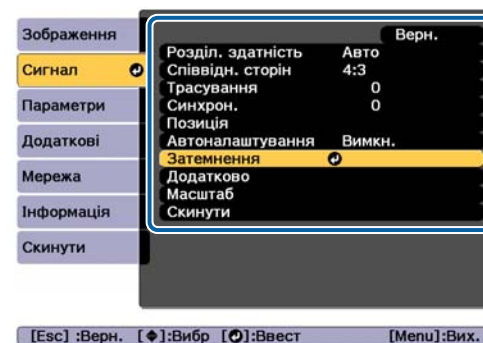 Зображення
Сигнал
Параметри
Додаткові
Мережа
Інформація
Скинути
Верн.
Розділ. здатність Авто
Співвідн. сторін 4:3
Трасування 0
Синхрон. 0
Позиція
Автоналаштування Вимкн.
Затемнення
Додатково
Масштаб
Скинути
[Esc] :Верн. [◆]:Вибр [⏎]:Ввест [Menu]:Вих.